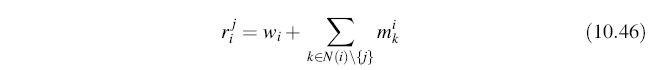 $r_i^j = w_i + \sum_{k \in N(i) \setminus \{j\}} m_k^i$ (10.46)